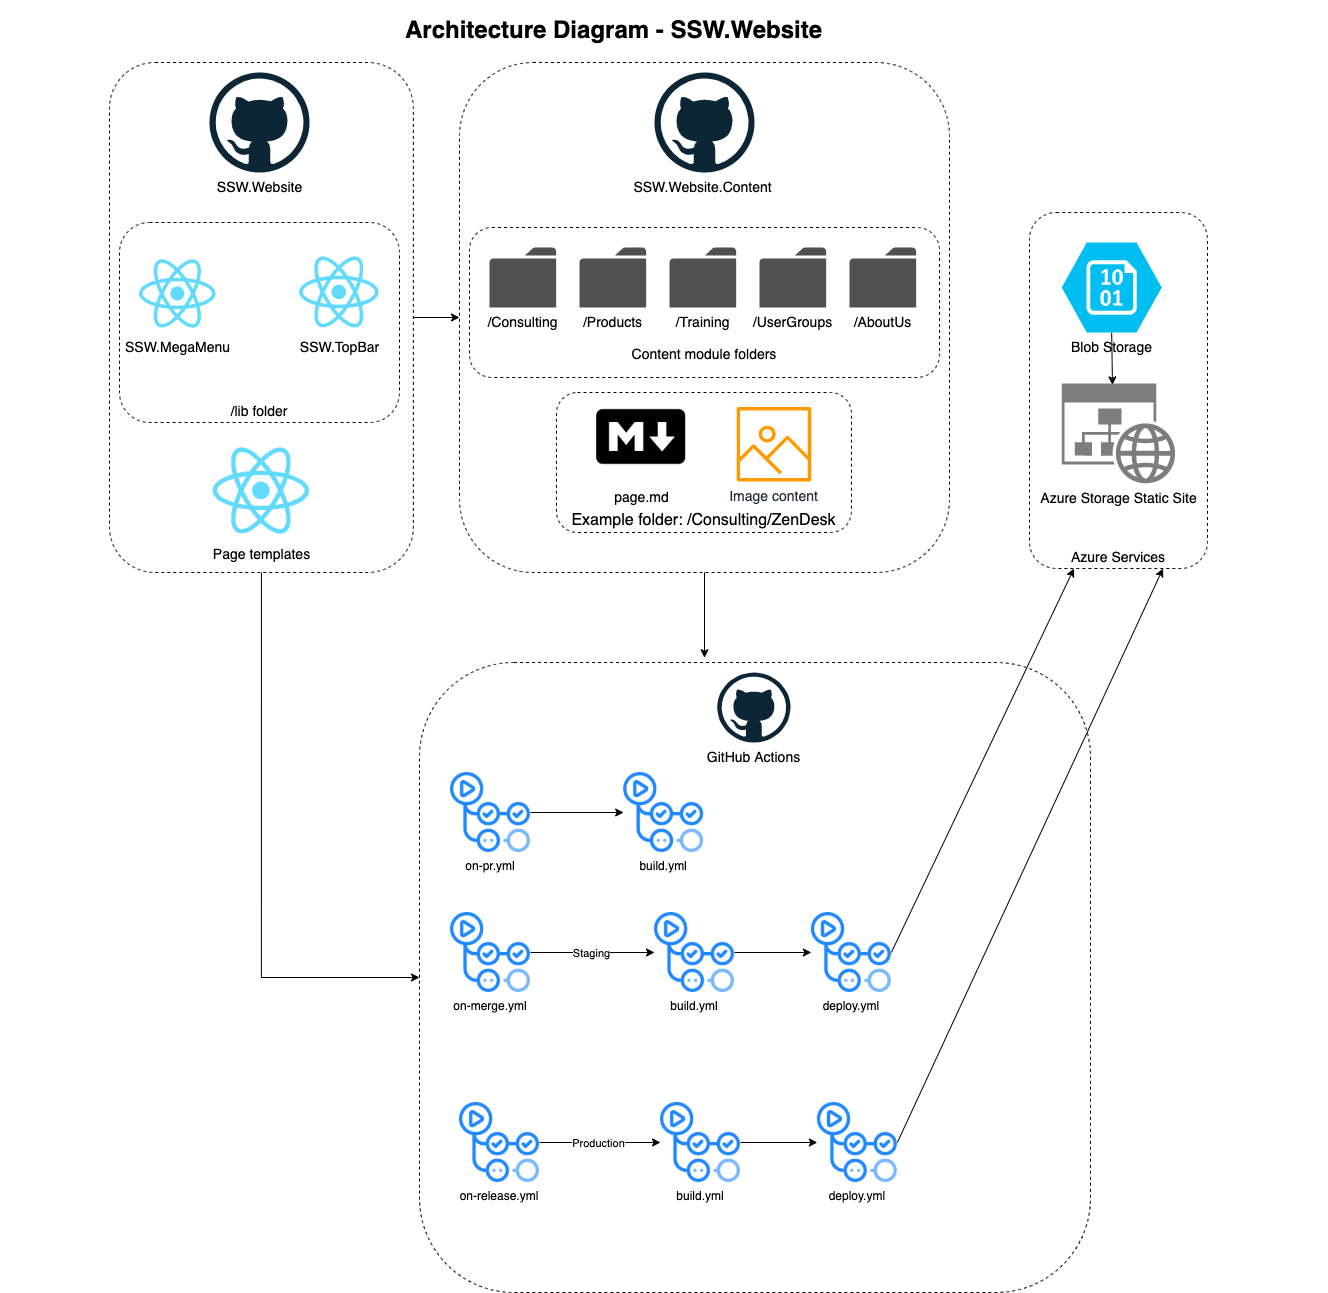 Architecture Diagram - SSW.Website
SSW.Website
SSW.MegaMenu
SSW.TopBar
/lib folder
Page templates
SSW.Website.Content
/Consulting
/Products
/Training
/UserGroups
/AboutUs
Content module folders
M
page.md
Image content
Example folder: /Consulting/ZenDesk
10
01
Blob Storage
Azure Storage Static Site
Azure Services
GitHub Actions
on-pr.yml
build.yml
on-merge.yml
Staging
build.yml
deploy.yml
on-release.yml
Production
build.yml
deploy.yml